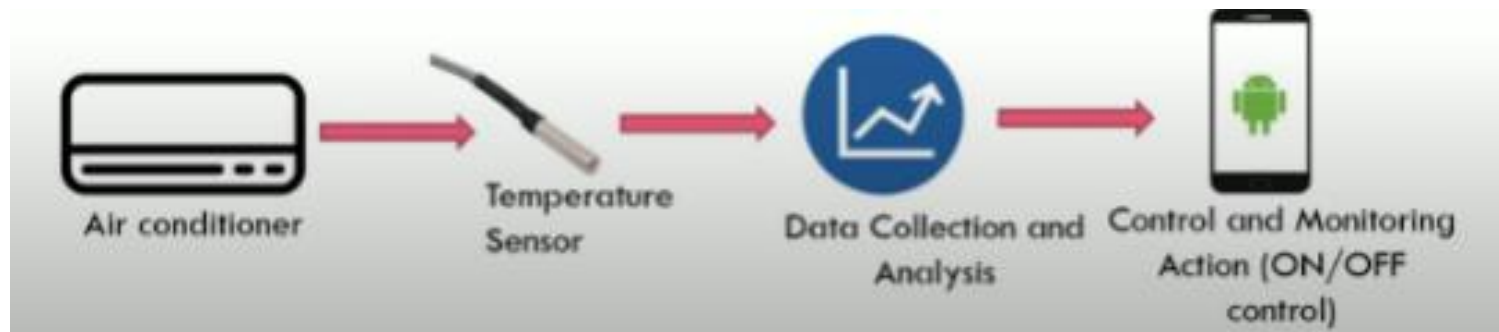 Air conditioner
Temperature
Sensor
Data Collection and
Analysis
Control and Monitoring
Action (ON/OFF
control)